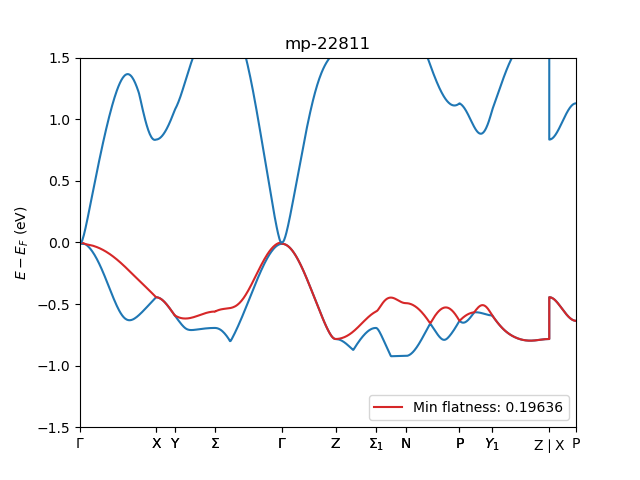 mp-22811
E − E_F (eV)
1.5
1.0
0.5
0.0
−0.5
−1.0
−1.5
Min flatness: 0.19636
Γ X Y Σ Γ Z Σ₁ N P Y₁ Z | X P